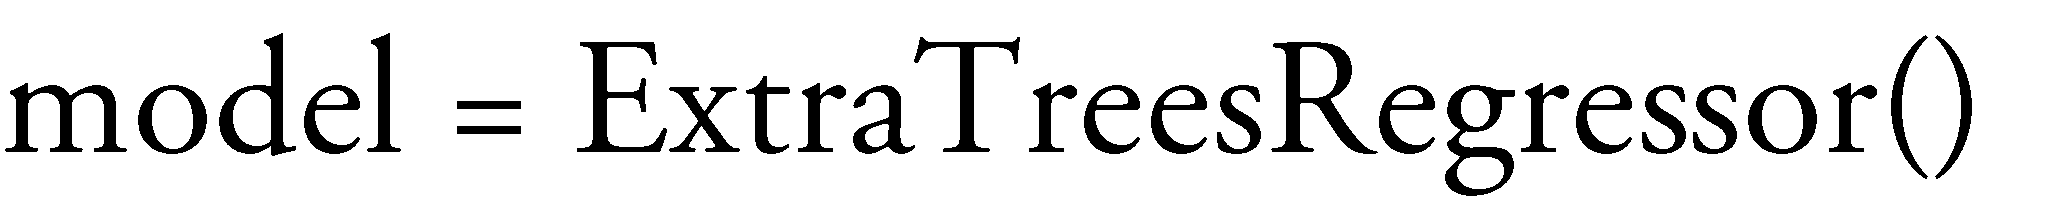 model = ExtraTreesRegressor()